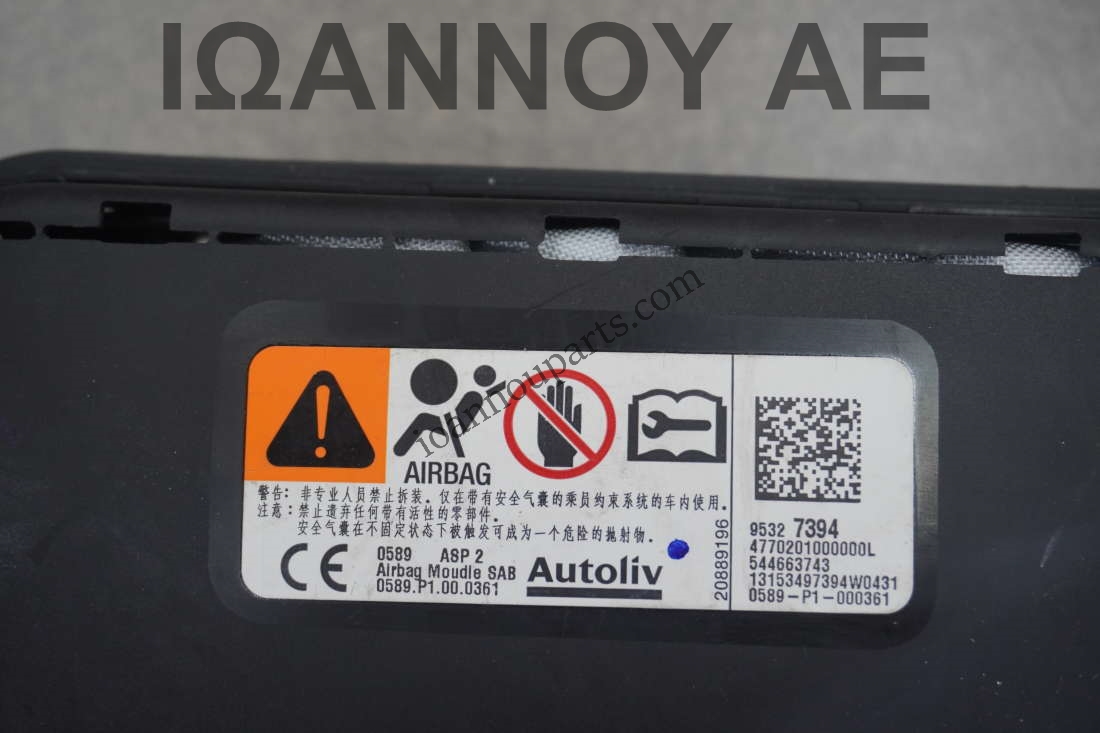 ΙΩΑΝΝΟΥ ΑΕ
ioannouparts.com
AIRBAG
警告: 非专业人员禁止拆装。仅在带有安全气囊的乘员约束系统的车内使用。
注意: 禁止遗弃任何带有活性的零部件。
安全气囊在不固定状态下被触发可成为一个危险的抛射物。
CE
0589 A8P 2
Airbag Moudle SAB
0589.P1.00.0361
Autoliv
20889196
9532 7394
4770201000000L
544663743
13153497394W0431
0589-P1-000361